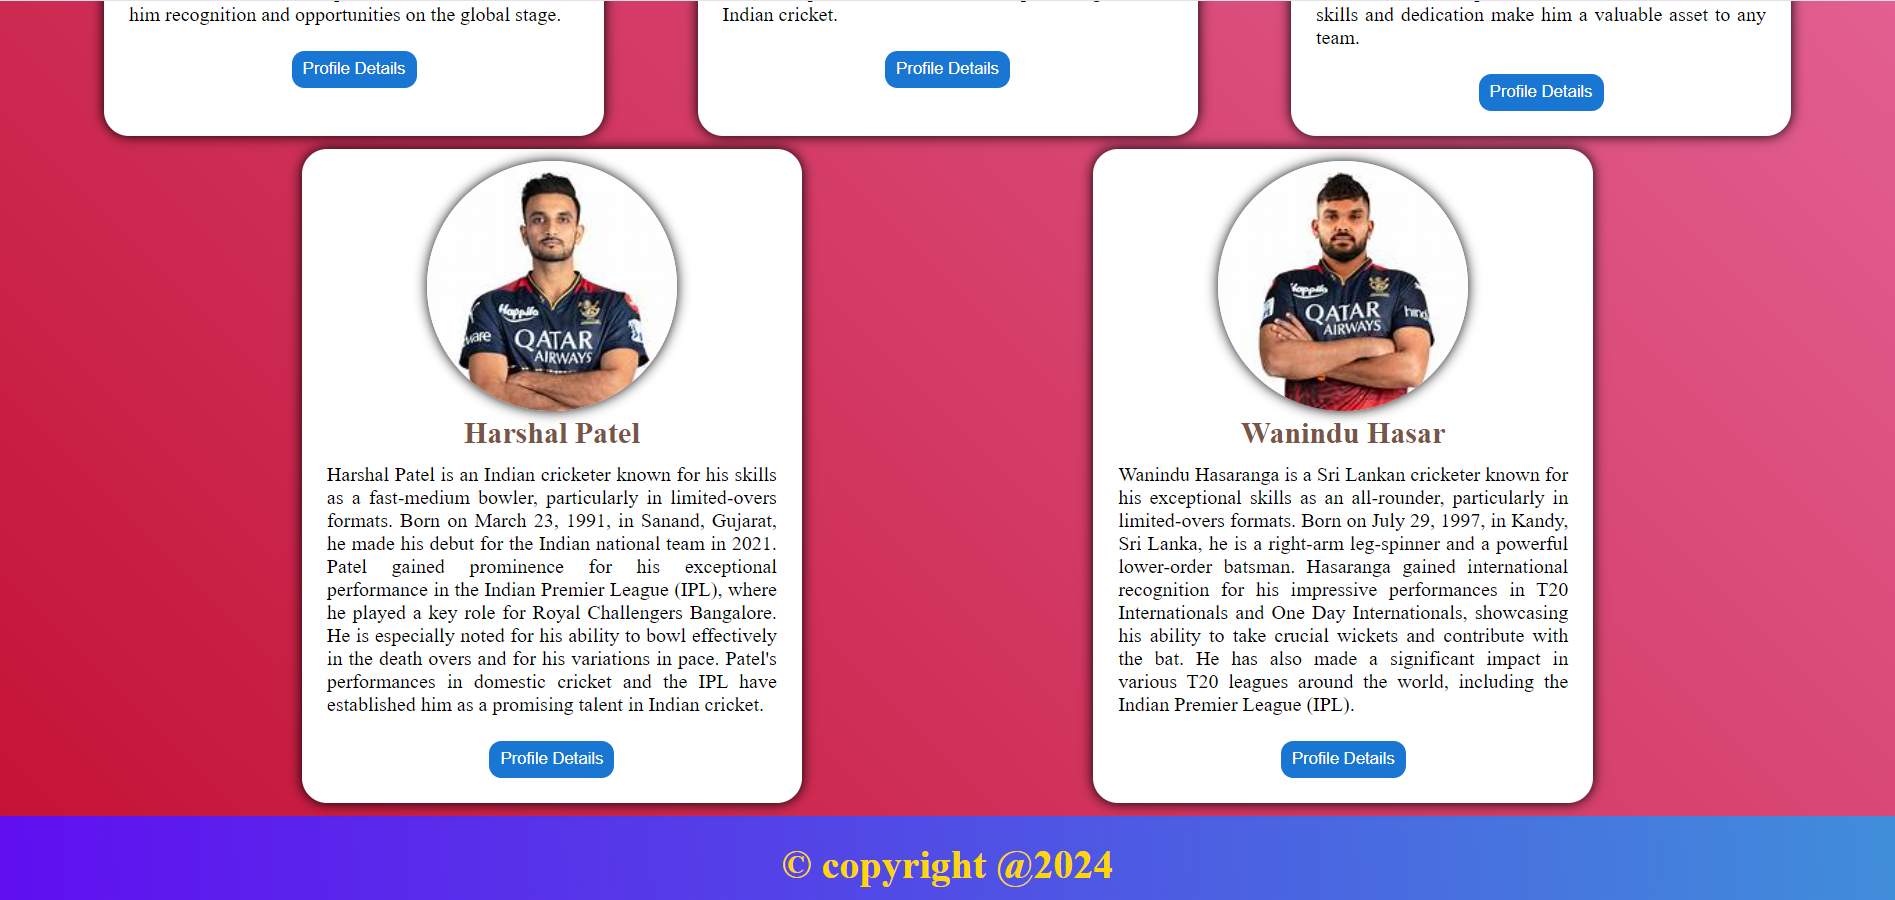 him recognition and opportunities on the global stage.
Profile Details
Indian cricket.
Profile Details
skills and dedication make him a valuable asset to any
team.
Profile Details
Happilo
QATAR
AIRWAYS
Harshal Patel
Harshal Patel is an Indian cricketer known for his skills
as a fast-medium bowler, particularly in limited-overs
formats. Born on March 23, 1991, in Sanand, Gujarat,
he made his debut for the Indian national team in 2021.
Patel gained prominence for his exceptional
performance in the Indian Premier League (IPL), where
he played a key role for Royal Challengers Bangalore.
He is especially noted for his ability to bowl effectively
in the death overs and for his variations in pace. Patel's
performances in domestic cricket and the IPL have
established him as a promising talent in Indian cricket.
Profile Details
Happilo
QATAR
AIRWAYS
Wanindu Hasar
Wanindu Hasaranga is a Sri Lankan cricketer known for
his exceptional skills as an all-rounder, particularly in
limited-overs formats. Born on July 29, 1997, in Kandy,
Sri Lanka, he is a right-arm leg-spinner and a powerful
lower-order batsman. Hasaranga gained international
recognition for his impressive performances in T20
Internationals and One Day Internationals, showcasing
his ability to take crucial wickets and contribute with
the bat. He has also made a significant impact in
various T20 leagues around the world, including the
Indian Premier League (IPL).
Profile Details
© copyright @2024